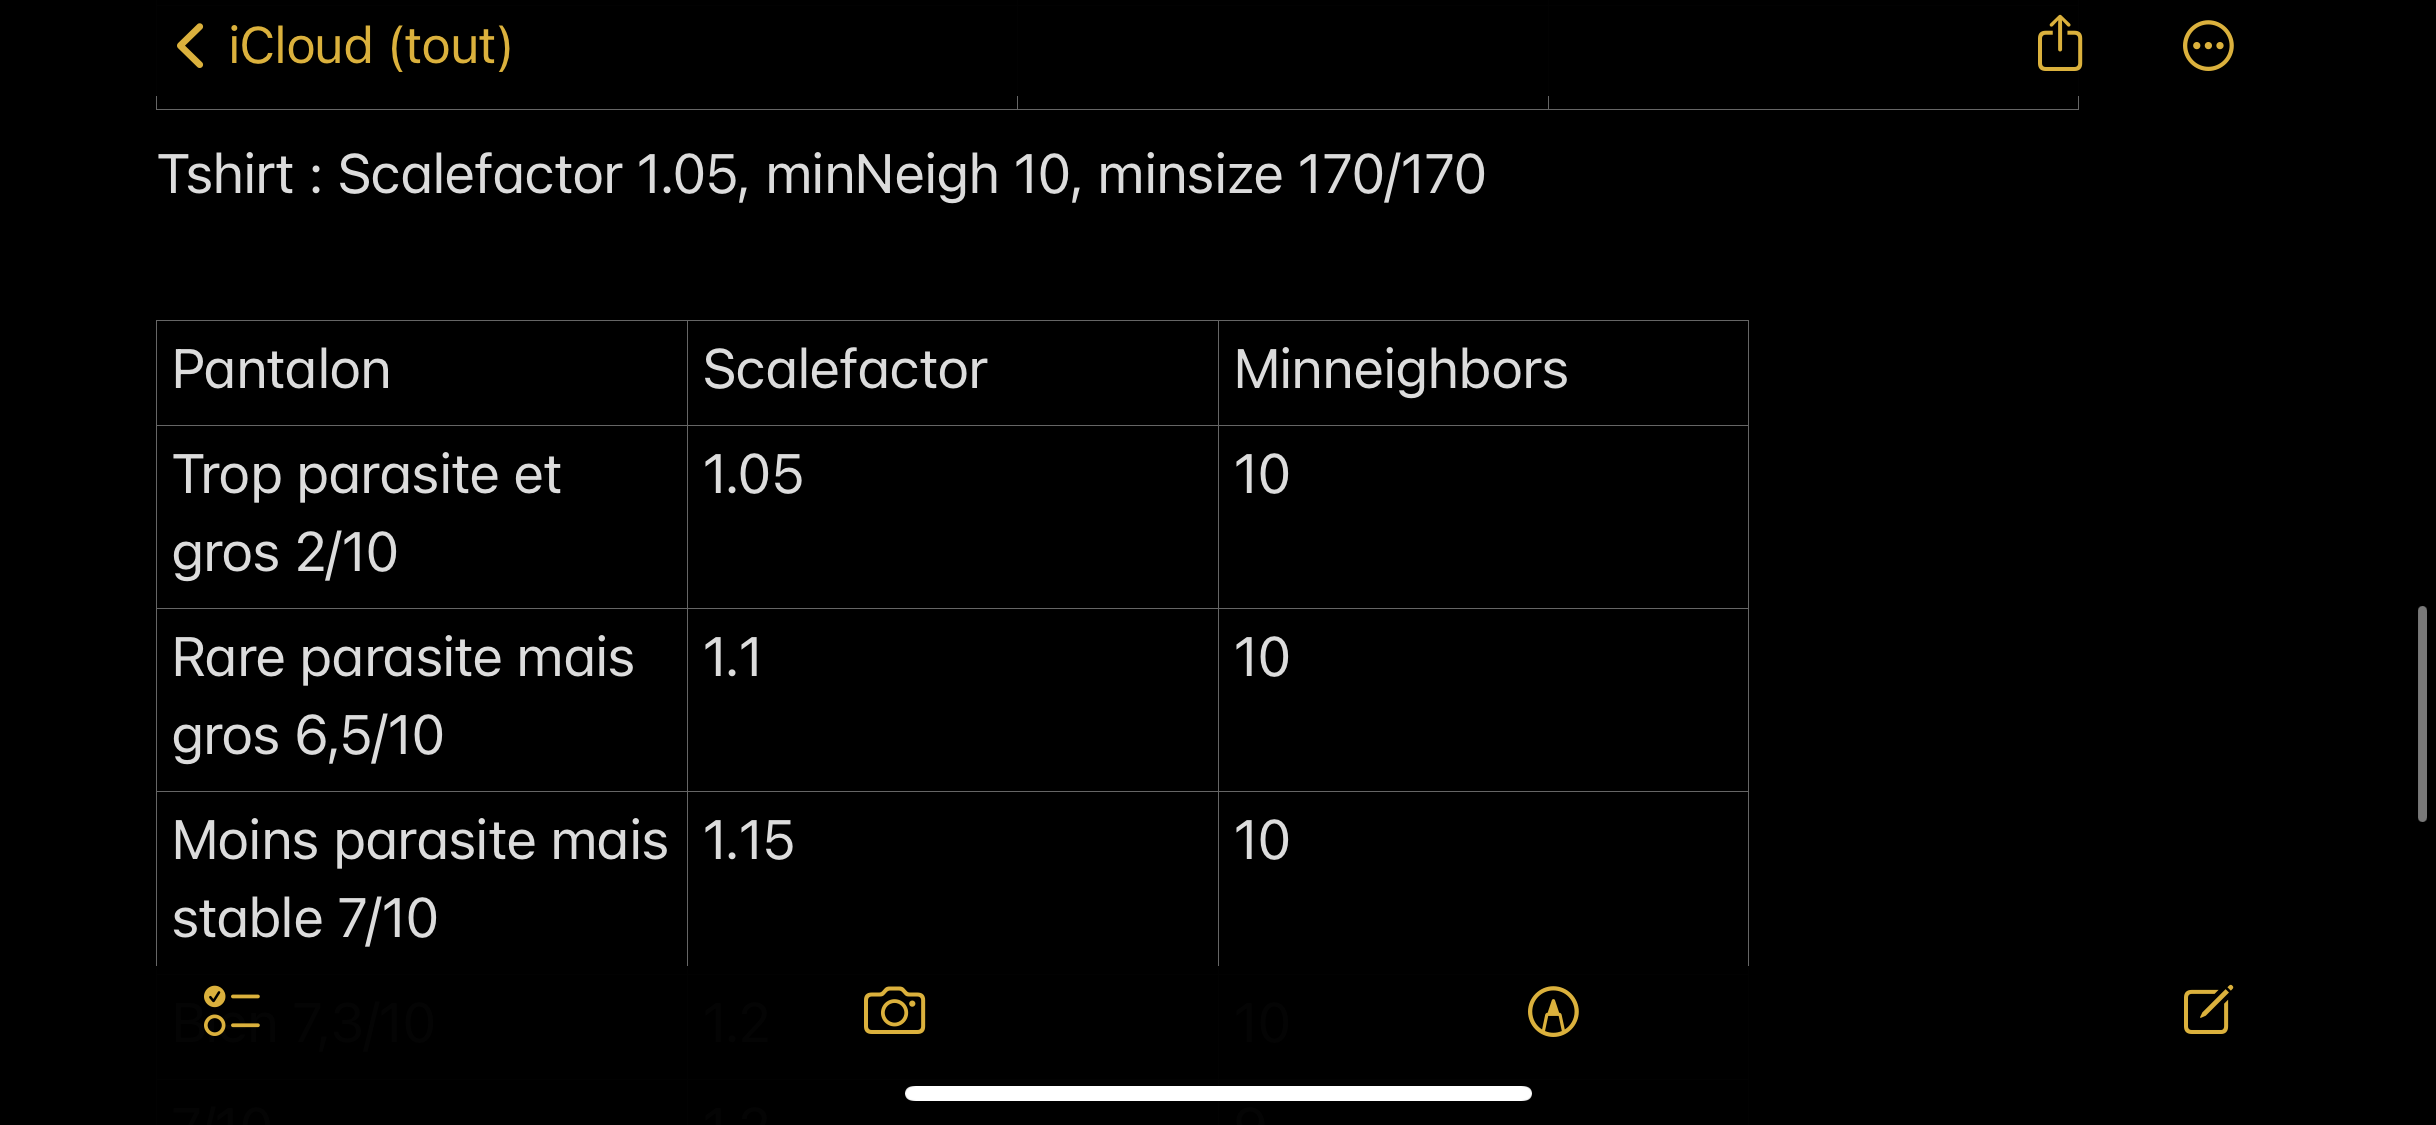 iCloud (tout)
Tshirt : Scalefactor 1.05, minNeigh 10, minsize 170/170
Pantalon Scalefactor Minneighbors
Trop parasite et 1.05 10
gros 2/10
Rare parasite mais 1.1 10
gros 6,5/10
Moins parasite mais 1.15 10
stable 7/10
7,3/10 1.2 10